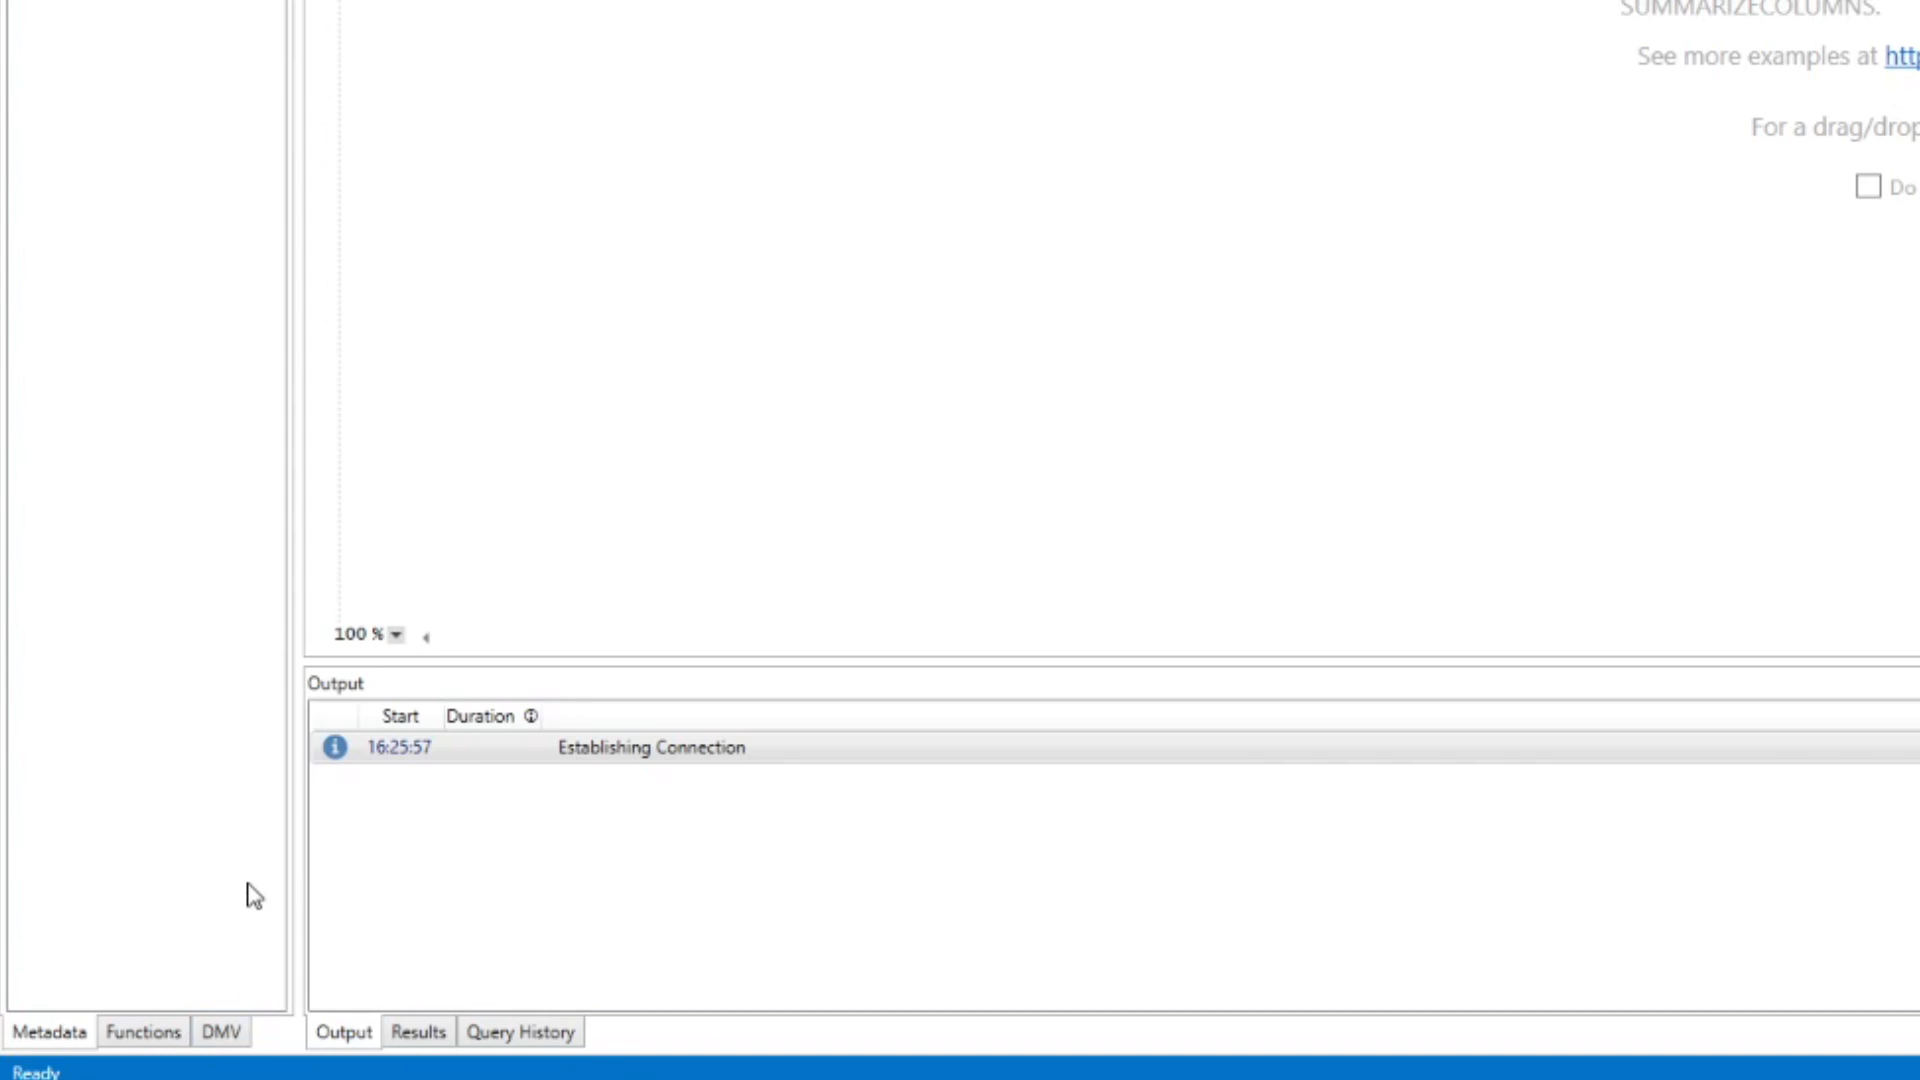 SUMMARIZECOLUMNS.
See more examples at
For a drag/drop
Do
100 %
Output
Start Duration
16:25:57 Establishing Connection
Metadata Functions DMV
Output Results Query History
Ready